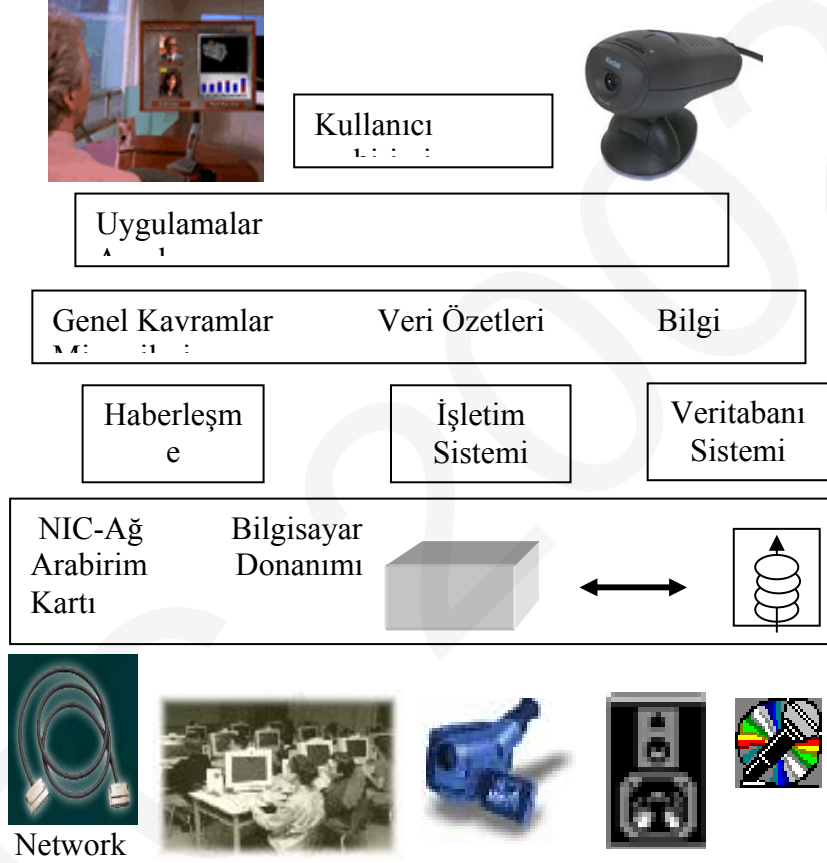 Kullanıcı
Uygulamalar
Genel Kavramlar Veri Özetleri Bilgi
Haberleşm
e
İşletim
Sistemi
Veritabanı
Sistemi
NIC-Ağ Bilgisayar
Arabirim Donanımı
Kartı
Network
Kodak